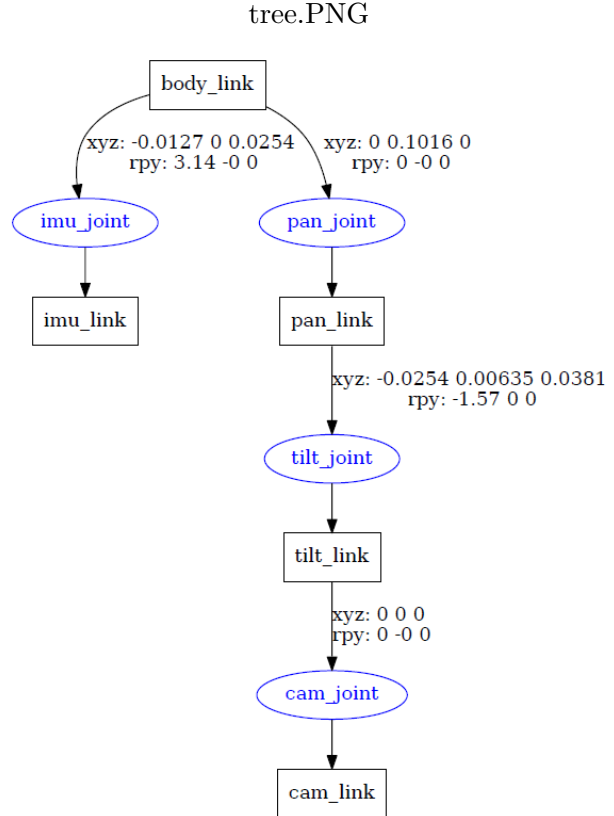 tree.PNG
body_link
xyz: -0.0127 0 0.0254
rpy: 3.14 -0 0
xyz: 0 0.1016 0
rpy: 0 -0 0
imu_joint
pan_joint
imu_link
pan_link
xyz: -0.0254 0.00635 0.0381
rpy: -1.57 0 0
tilt_joint
tilt_link
xyz: 0 0 0
rpy: 0 -0 0
cam_joint
cam_link